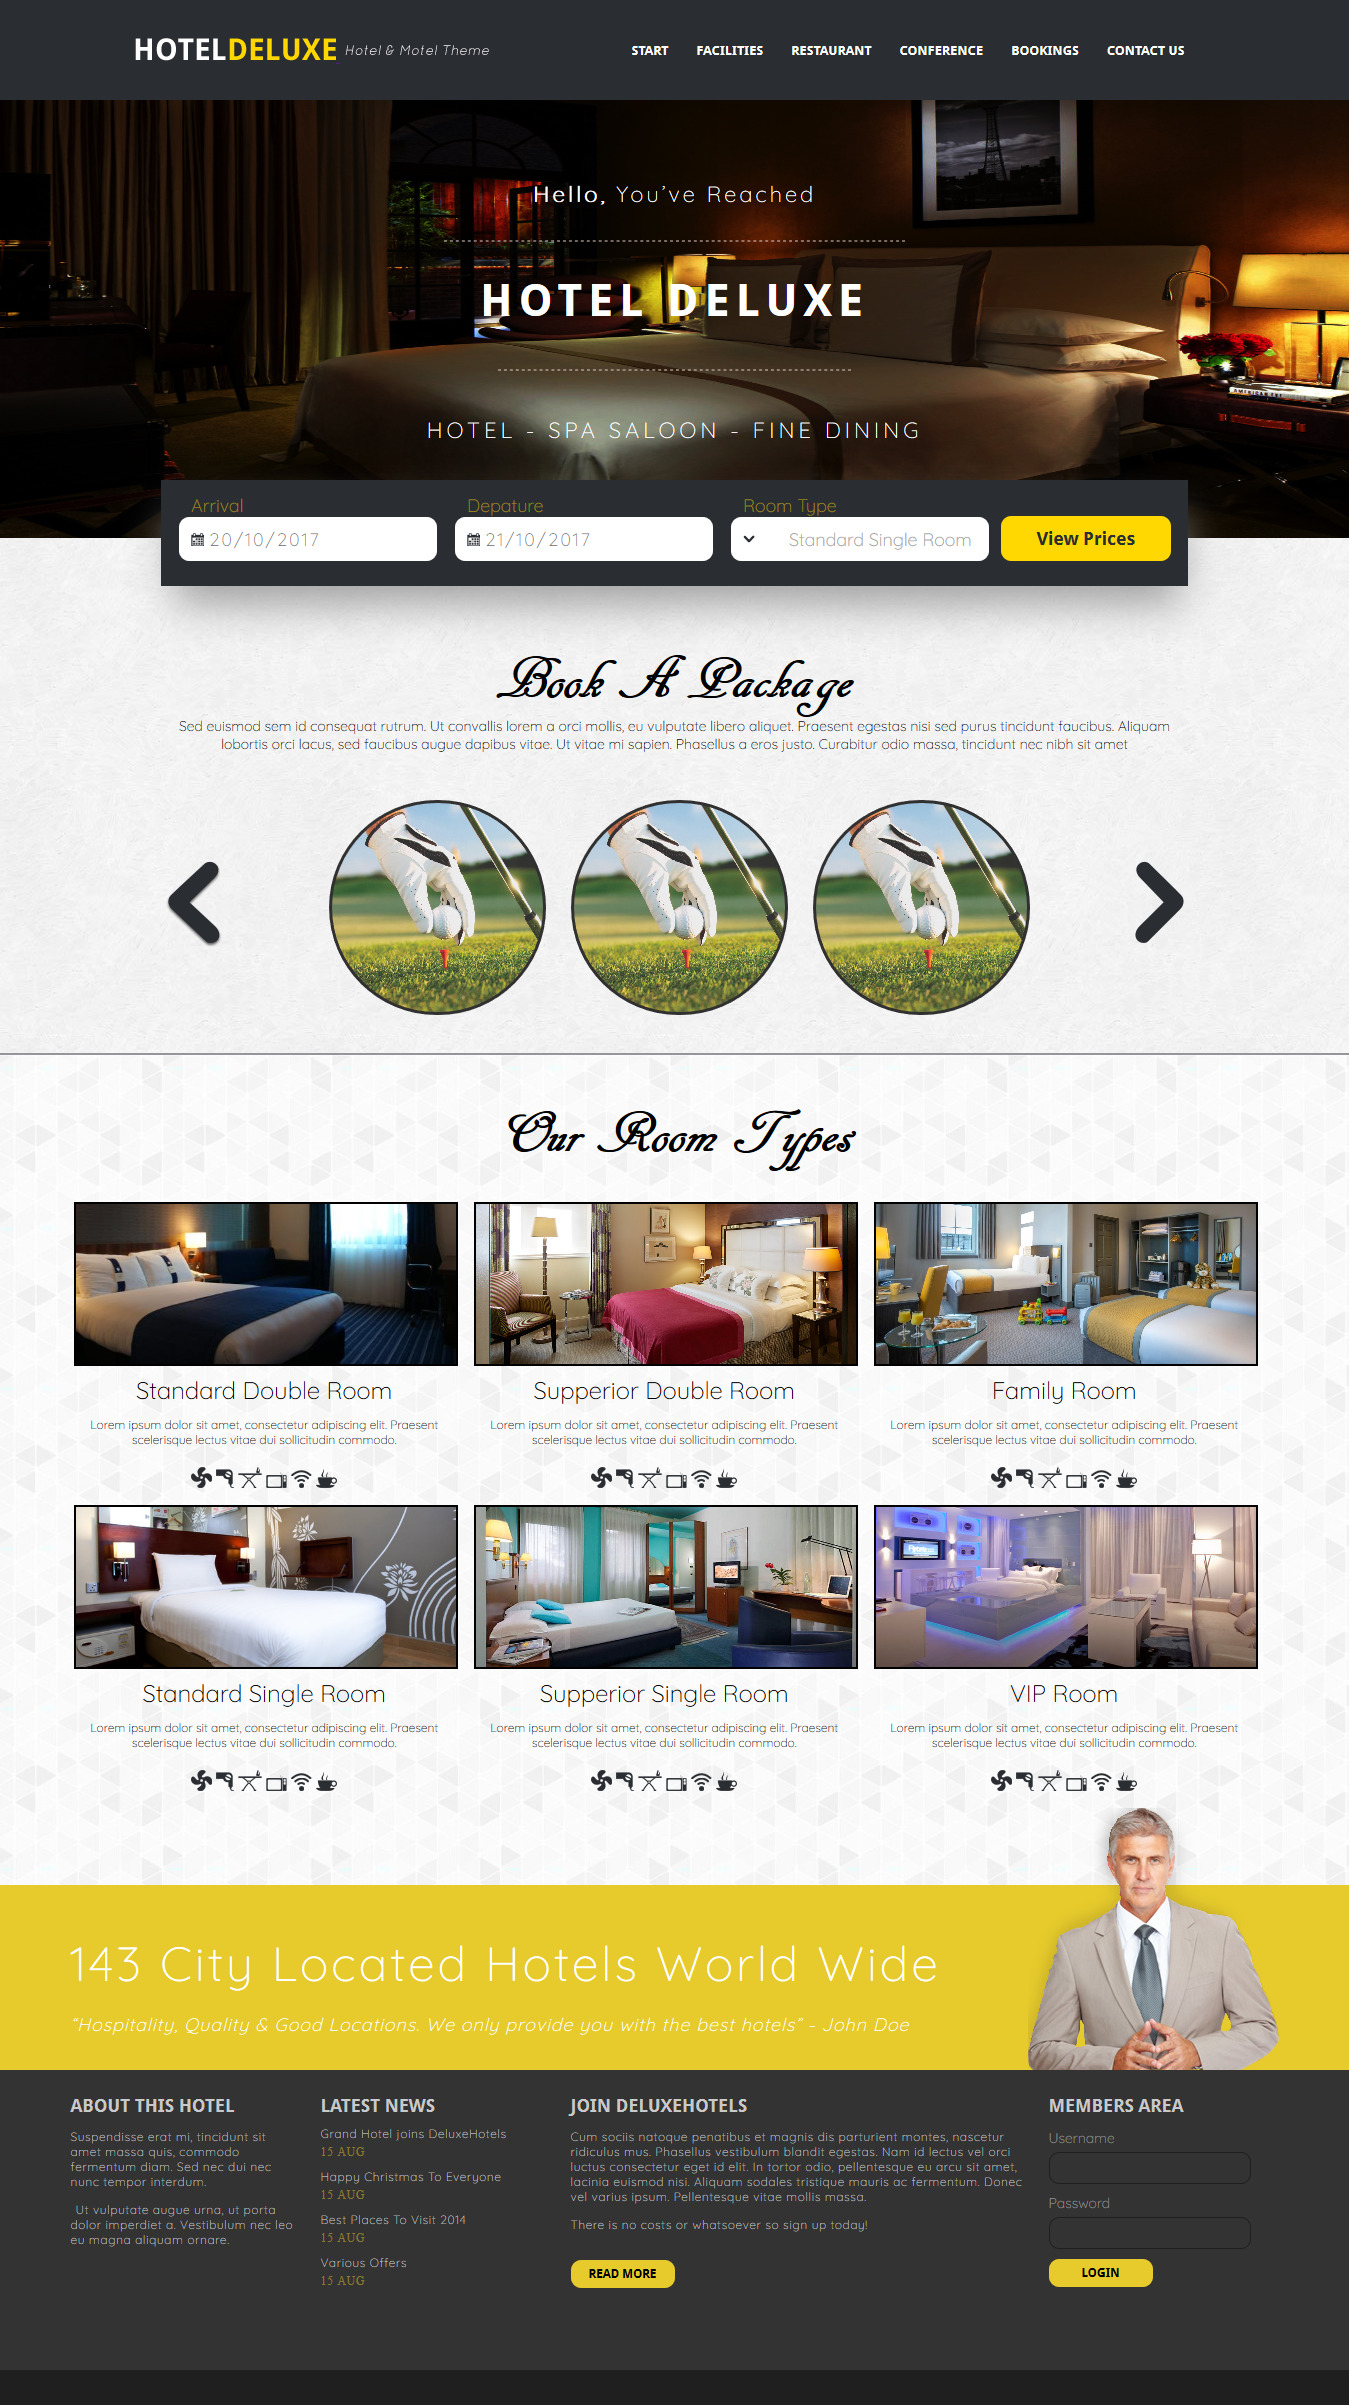 HOTELDELUXE Hotel & Motel Theme
START FACILITIES RESTAURANT CONFERENCE BOOKINGS CONTACT US
Hello, You've Reached
HOTEL DELUXE
HOTEL - SPA SALOON - FINE DINING
Arrival Depature Room Type
20/10/2017 21/10/2017 Standard Single Room View Prices
Book A Package
Sed euismod sem id consequat rutrum. Ut convallis lorem a orci mollis, eu vulputate libero aliquet. Praesent egestas nisi sed purus tincidunt faucibus. Aliquam
lobortis orci lacus, sed faucibus augue dapibus vitae. Ut vitae mi sapien. Phasellus a eros justo. Curabitur odio massa, tincidunt nec nibh sit amet
Our Room Types
Standard Double Room
Lorem ipsum dolor sit amet, consectetur adipiscing elit. Praesent
scelerisque lectus vitae dui sollicitudin commodo.
Supperior Double Room
Lorem ipsum dolor sit amet, consectetur adipiscing elit. Praesent
scelerisque lectus vitae dui sollicitudin commodo.
Family Room
Lorem ipsum dolor sit amet, consectetur adipiscing elit. Praesent
scelerisque lectus vitae dui sollicitudin commodo.
Standard Single Room
Lorem ipsum dolor sit amet, consectetur adipiscing elit. Praesent
scelerisque lectus vitae dui sollicitudin commodo.
Supperior Single Room
Lorem ipsum dolor sit amet, consectetur adipiscing elit. Praesent
scelerisque lectus vitae dui sollicitudin commodo.
VIP Room
Lorem ipsum dolor sit amet, consectetur adipiscing elit. Praesent
scelerisque lectus vitae dui sollicitudin commodo.
143 City Located Hotels World Wide
“Hospitality, Quality & Good Locations. We only provide you with the best hotels” - John Doe
ABOUT THIS HOTEL
Suspendisse erat mi, tincidunt sit
amet massa quis, commodo
fermentum diam. Sed nec dui nec
nunc tempor interdum.
Ut vulputate augue urna, ut porta
dolor imperdiet a. Vestibulum nec leo
eu magna aliquam ornare.
LATEST NEWS
Grand Hotel joins DeluxeHotels
15 AUG
Happy Christmas To Everyone
15 AUG
Best Places To Visit 2014
15 AUG
Various Offers
15 AUG
JOIN DELUXEHOTELS
Cum sociis natoque penatibus et magnis dis parturient montes, nascetur
ridiculus mus. Phasellus vestibulum blandit egestas. Nam id lectus vel orci
luctus consectetur eget id elit. In tortor odio, pellentesque eu arcu sit amet,
lacinia euismod nisi. Aliquam sodales tristique mauris ac fermentum. Donec
vel varius ipsum. Pellentesque vitae mollis massa.
There is no costs or whatsoever so sign up today!
READ MORE
MEMBERS AREA
Username
Password
LOGIN